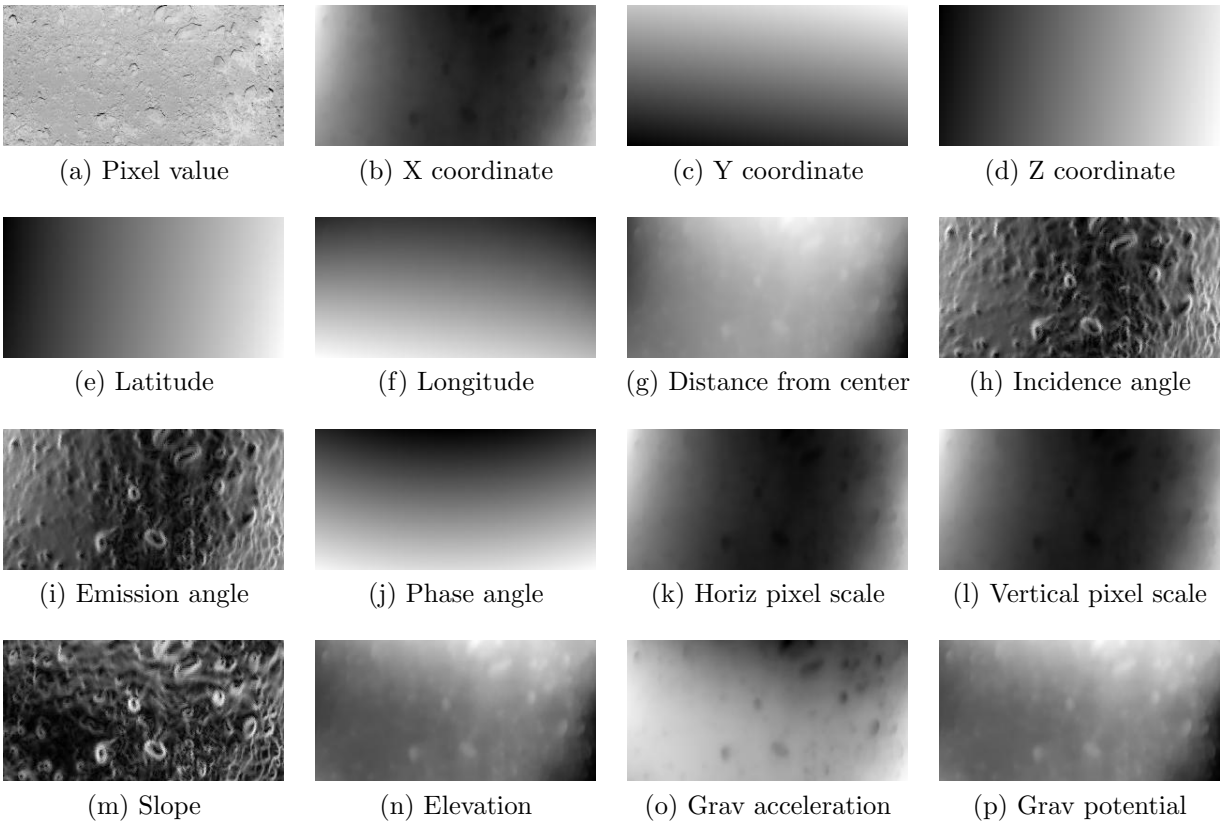 (a) Pixel value
(b) X coordinate
(c) Y coordinate
(d) Z coordinate
(e) Latitude
(f) Longitude
(g) Distance from center
(h) Incidence angle
(i) Emission angle
(j) Phase angle
(k) Horiz pixel scale
(l) Vertical pixel scale
(m) Slope
(n) Elevation
(o) Grav acceleration
(p) Grav potential